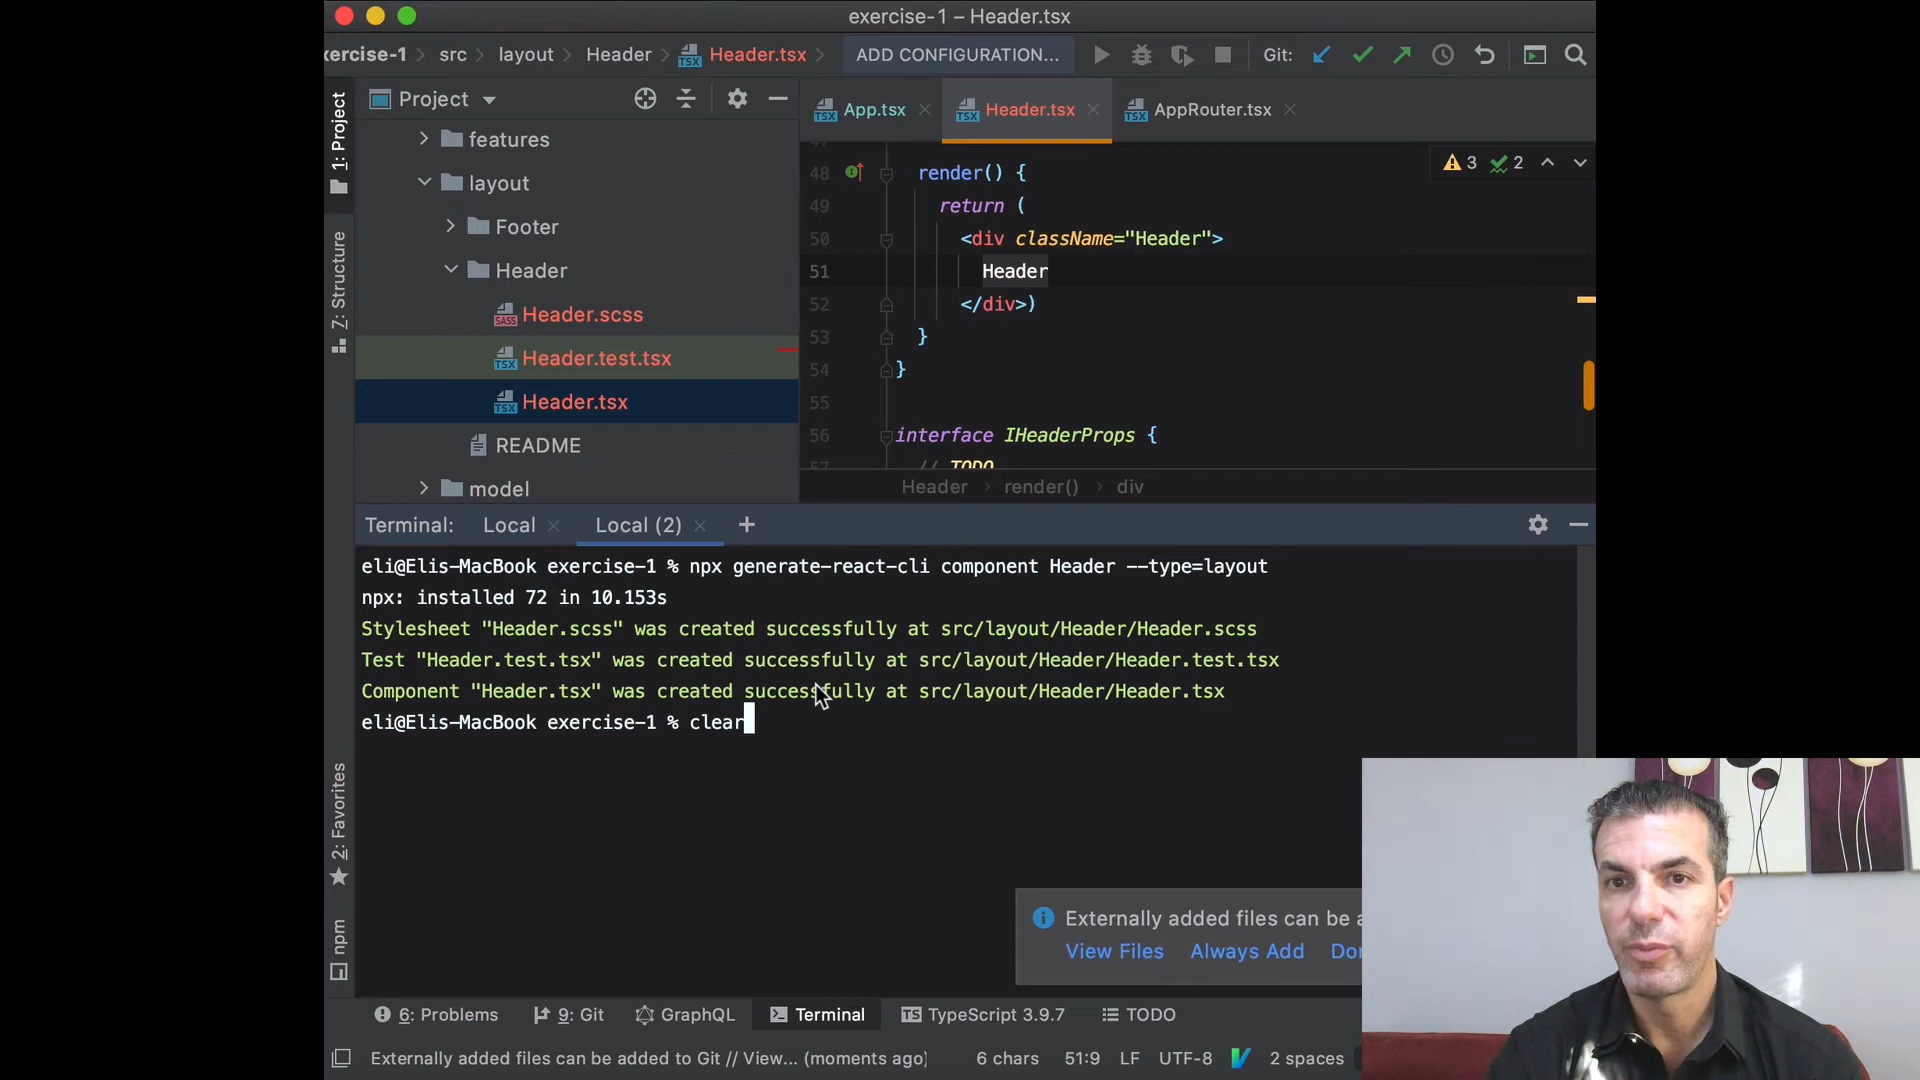 exercise-1 – Header.tsx
xercise-1 src layout Header Header.tsx ADD CONFIGURATION... Git:
1: Project
Project
App.tsx Header.tsx AppRouter.tsx
features
layout
Footer
Header
Header.scss
Header.test.tsx
Header.tsx
README
model
7: Structure
3 2
48 render() {
49 return (
50 <div className="Header">
51 Header
52 </div>)
53 }
54 }
55
56 interface IHeaderProps {
57 // TODO
Header render() div
Terminal: Local Local (2) +
eli@Elis-MacBook exercise-1 % npx generate-react-cli component Header --type=layout
npx: installed 72 in 10.153s
Stylesheet "Header.scss" was created successfully at src/layout/Header/Header.scss
Test "Header.test.tsx" was created successfully at src/layout/Header/Header.test.tsx
Component "Header.tsx" was created successfully at src/layout/Header/Header.tsx
eli@Elis-MacBook exercise-1 % clear
2: Favorites
npm
Externally added files can be a
View Files Always Add Don
6: Problems 9: Git GraphQL Terminal TypeScript 3.9.7 TODO
Externally added files can be added to Git // View... (moments ago) 6 chars 51:9 LF UTF-8 2 spaces